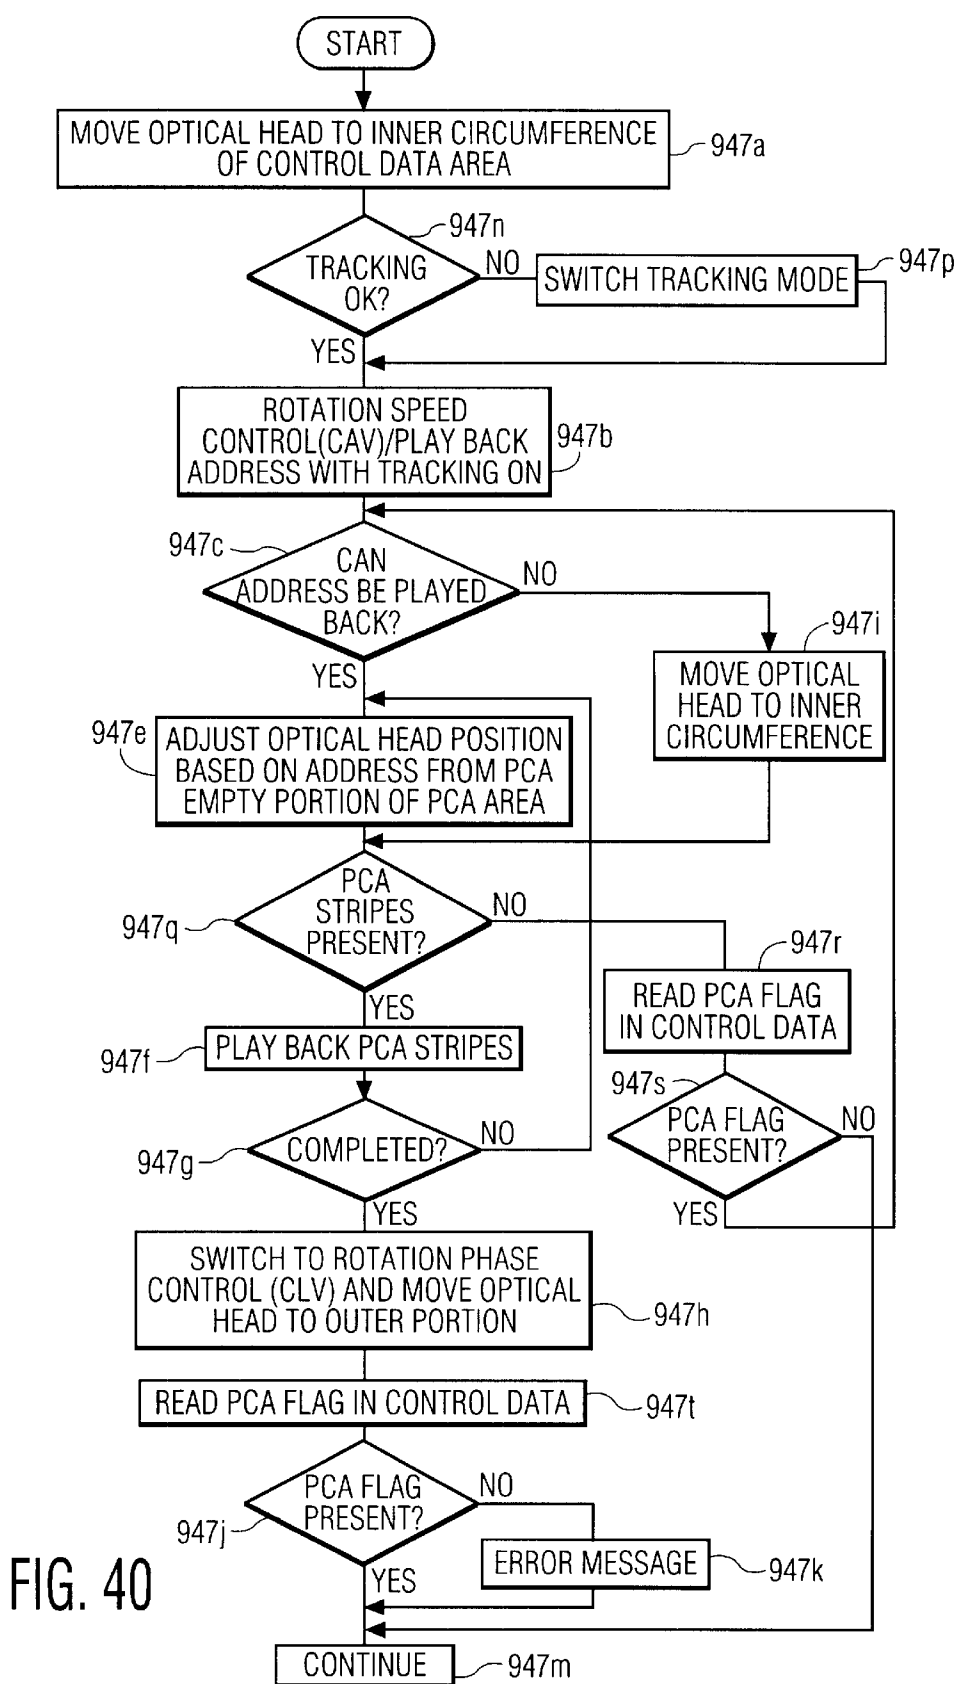 START
MOVE OPTICAL HEAD TO INNER CIRCUMFERENCE
OF CONTROL DATA AREA
947a
947n
TRACKING
OK?
NO
SWITCH TRACKING MODE
947p
YES
ROTATION SPEED
CONTROL(CAV)/PLAY BACK
ADDRESS WITH TRACKING ON
947b
947c
CAN
ADDRESS BE PLAYED
BACK?
NO
947i
YES
MOVE OPTICAL
HEAD TO INNER
CIRCUMFERENCE
947e
ADJUST OPTICAL HEAD POSITION
BASED ON ADDRESS FROM PCA
EMPTY PORTION OF PCA AREA
PCA
STRIPES
PRESENT?
NO
947q
947r
YES
READ PCA FLAG
IN CONTROL DATA
PLAY BACK PCA STRIPES
947f
947s
PCA FLAG
PRESENT?
NO
COMPLETED?
NO
947g
YES
YES
SWITCH TO ROTATION PHASE
CONTROL (CLV) AND MOVE OPTICAL
HEAD TO OUTER PORTION
947h
READ PCA FLAG IN CONTROL DATA
947t
PCA FLAG
PRESENT?
NO
947j
ERROR MESSAGE
947k
YES
FIG. 40
CONTINUE
947m